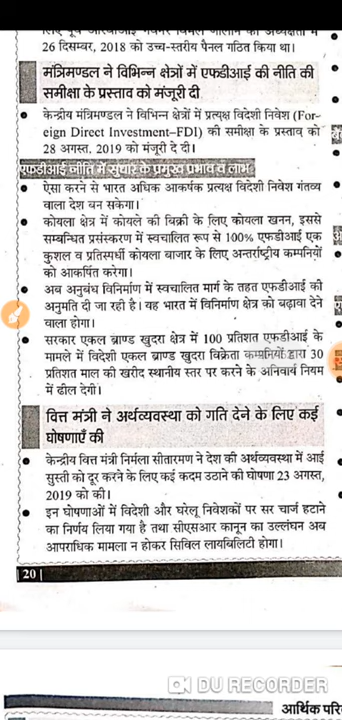 26 दिसम्बर, 2018 को उच्च-स्तरीय पैनल गठित किया था।
मंत्रिमण्डल ने विभिन्न क्षेत्रों में एफडीआई की नीति की
समीक्षा के प्रस्ताव को मंजूरी दी
केन्द्रीय मंत्रिमण्डल ने विभिन्न क्षेत्रों में प्रत्यक्ष विदेशी निवेश (For-
eign Direct Investment–FDI) की समीक्षा के प्रस्ताव को
28 अगस्त, 2019 को मंजूरी दे दी।
एफडीआई नीति में सुधार के प्रमुख प्रभाव व लाभ
ऐसा करने से भारत अधिक आकर्षक प्रत्यक्ष विदेशी निवेश गंतव्य
वाला देश बन सकेगा।
कोयला क्षेत्र में कोयले की बिक्री के लिए कोयला खनन, इससे
सम्बन्धित प्रसंस्करण में स्वचालित रूप से 100% एफडीआई एक
कुशल व प्रतिस्पर्धी कोयला बाजार के लिए अन्तर्राष्ट्रीय कम्पनियों
को आकर्षित करेगा।
अब अनुबंध विनिर्माण में स्वचालित मार्ग के तहत एफडीआई की
अनुमति दी जा रही है। यह भारत में विनिर्माण क्षेत्र को बढ़ावा देने
वाला होगा।
सरकार एकल ब्राण्ड खुदरा क्षेत्र में 100 प्रतिशत एफडीआई के
मामले में विदेशी एकल ब्राण्ड खुदरा विक्रेता कम्पनियों द्वारा 30
प्रतिशत माल की खरीद स्थानीय स्तर पर करने के अनिवार्य नियम
में ढील देगी।
वित्त मंत्री ने अर्थव्यवस्था को गति देने के लिए कई
घोषणाएँ की
केन्द्रीय वित्त मंत्री निर्मला सीतारमण ने देश की अर्थव्यवस्था में आई
सुस्ती को दूर करने के लिए कई कदम उठाने की घोषणा 23 अगस्त,
2019 को की।
इन घोषणाओं में विदेशी और घरेलू निवेशकों पर सर चार्ज हटाने
का निर्णय लिया गया है तथा सीएसआर कानून का उल्लंघन अब
आपराधिक मामला न होकर सिविल लायबिलिटी होगा।
20
DU RECORDER
आर्थिक